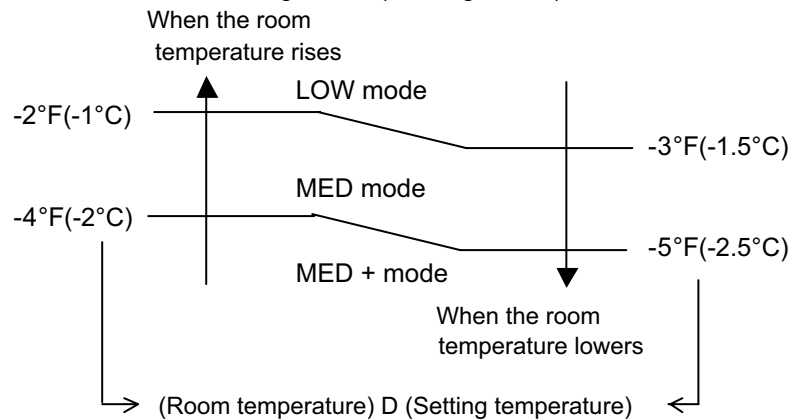 When the room
temperature rises
LOW mode
-2°F(-1°C)
-3°F(-1.5°C)
MED mode
-4°F(-2°C)
-5°F(-2.5°C)
MED + mode
When the room
temperature lowers
(Room temperature) D (Setting temperature)